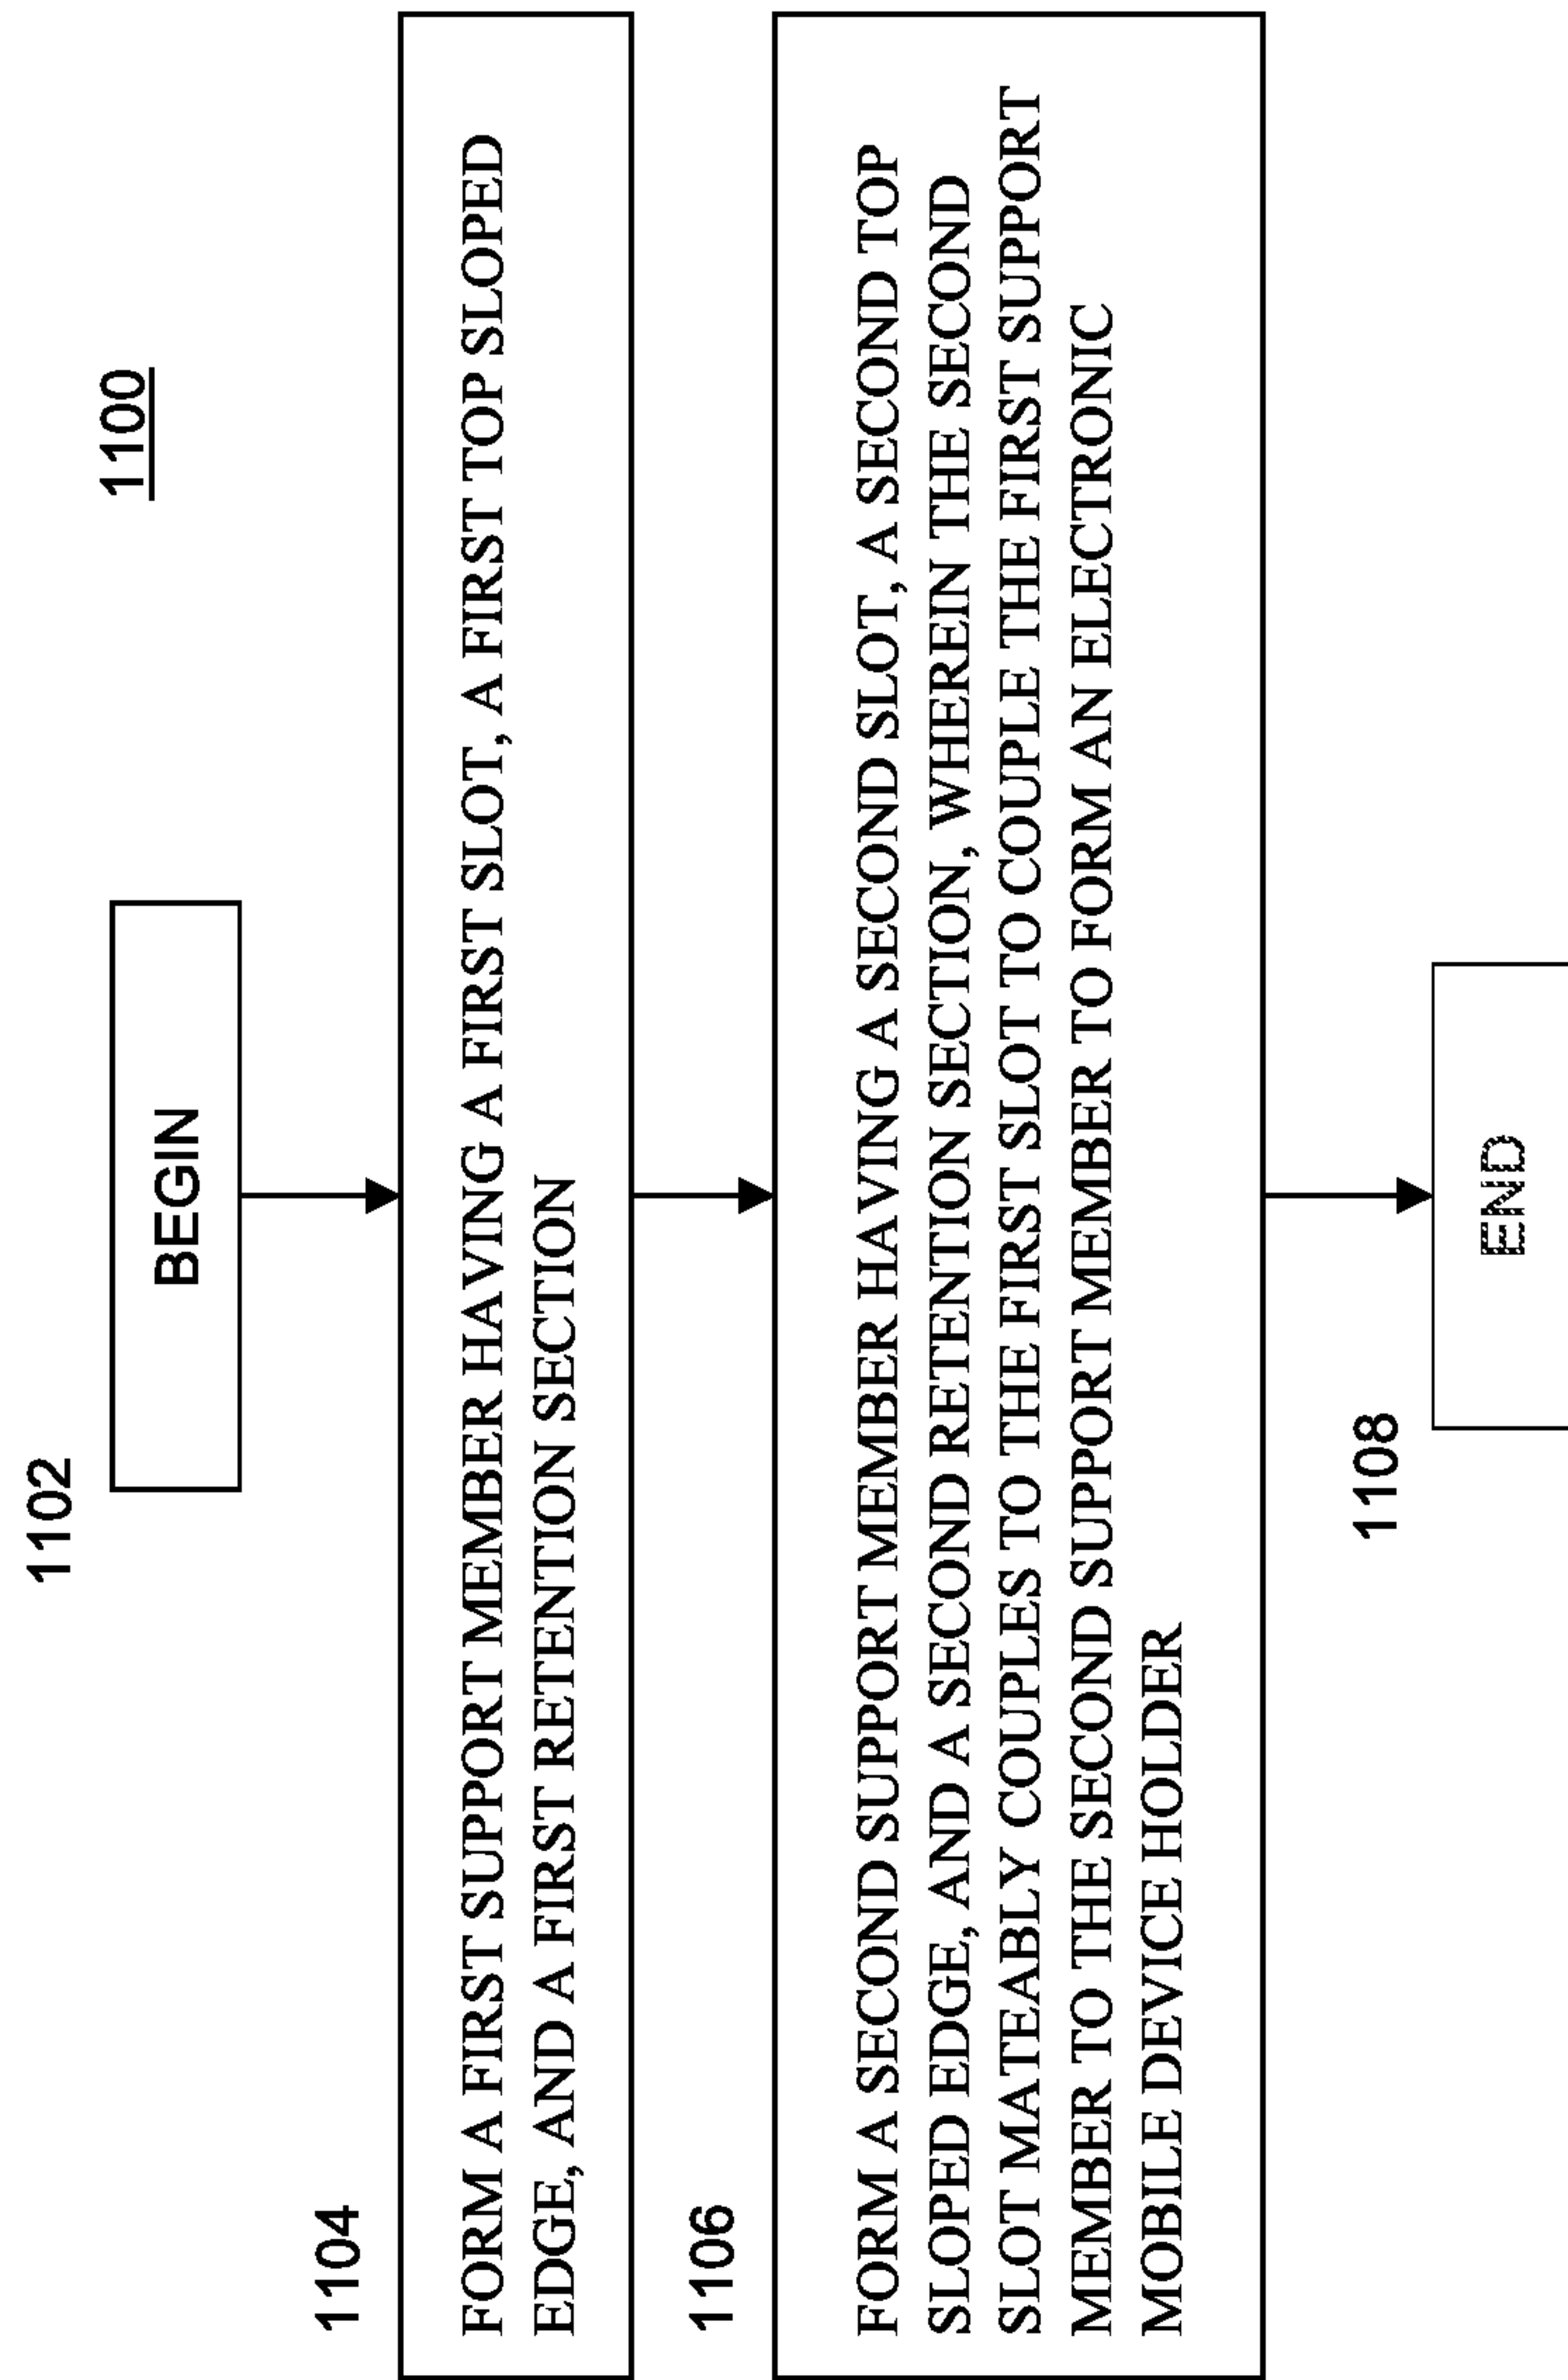 1100
1102
BEGIN
1104
FORM A FIRST SUPPORT MEMBER HAVING A FIRST SLOT, A FIRST TOP SLOPED
EDGE, AND A FIRST RETENTION SECTION
1106
FORM A SECOND SUPPORT MEMBER HAVING A SECOND SLOT, A SECOND TOP
SLOPED EDGE, AND A SECOND RETENTION SECTION, WHEREIN THE SECOND
SLOT MATEABLY COUPLES TO THE FIRST SLOT TO COUPLE THE FIRST SUPPORT
MEMBER TO THE SECOND SUPPORT MEMBER TO FORM AN ELECTRONIC
MOBILE DEVICE HOLDER
1108
END